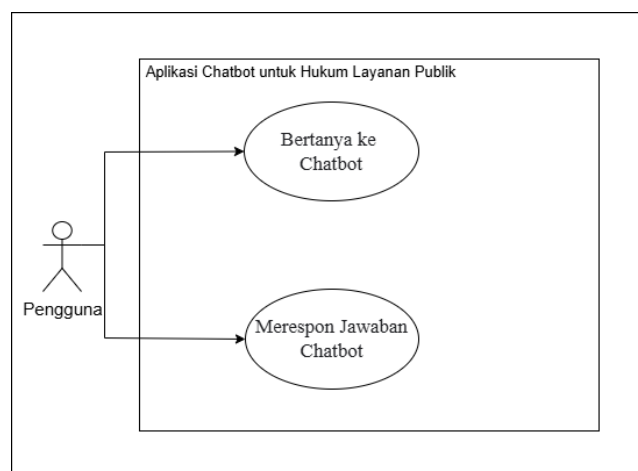 Aplikasi Chatbot untuk Hukum Layanan Publik
Bertanya ke
Chatbot
Pengguna
Merespon Jawaban
Chatbot